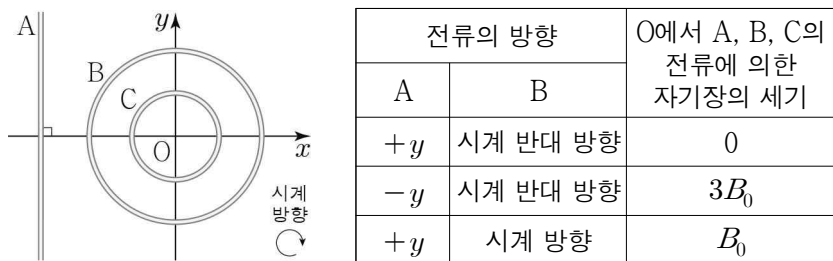 A
y
B
C
O
x
시계
방향
전류의 방향
O에서 A, B, C의
전류에 의한
자기장의 세기
A
B
+y
시계 반대 방향
0
−y
시계 반대 방향
3B₀
+y
시계 방향
B₀